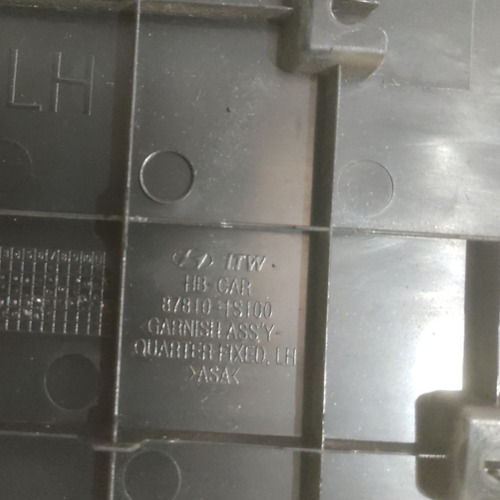 LH
ITW
HB-CAR
87810-1S100
GARNISH ASS'Y-
QUARTER FIXED, LH
>ASA<